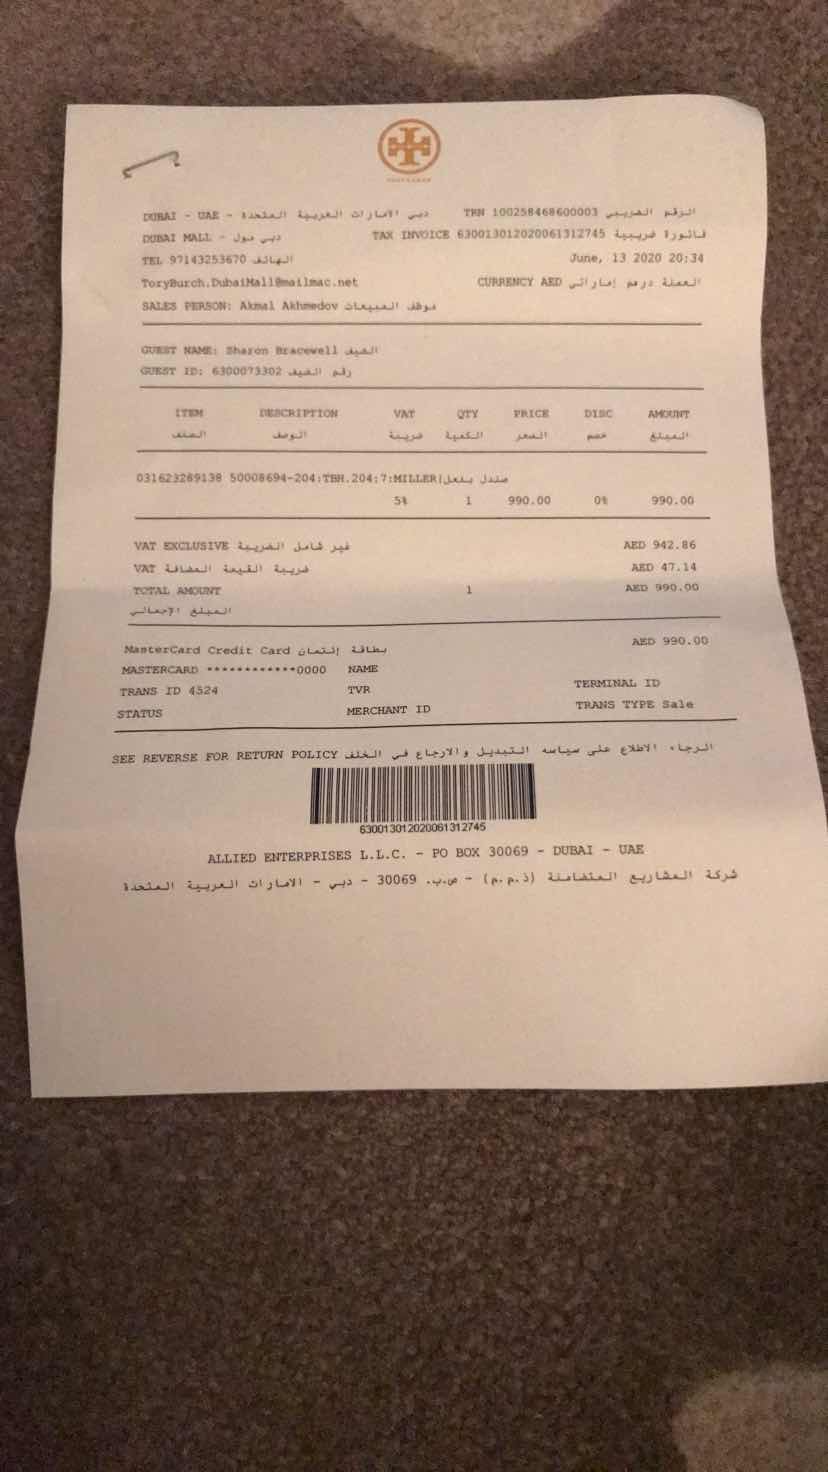 DUBAI - UAE - دبي الامارات العربية المتحدة TRN 100258468600003 الرقم الضريبي
DUBAI MALL - دبي مول TAX INVOICE 630013012020061312745 فاتورة ضريبية
TEL 97143253670 الهاتف June, 13 2020 20:34
ToryBurch.DubaiMall@mailmac.net CURRENCY AED العملة درهم إماراتي
SALES PERSON: Akmal Akhmedov موظف المبيعات
GUEST NAME: Sharon Bracewell الضيف
GUEST ID: 6300073302 رقم الضيف
ITEM DESCRIPTION VAT QTY PRICE DISC AMOUNT
الصنف الوصف ضريبة الكمية السعر خصم المبلغ
031623289138 50008694-204:TBH.204:7:MILLER|صندل بنعل
5% 1 990.00 0% 990.00
VAT EXCLUSIVE غير شامل الضريبة AED 942.86
VAT ضريبة القيمة المضافة AED 47.14
TOTAL AMOUNT 1 AED 990.00
المبلغ الإجمالي
MasterCard Credit Card بطاقة إئتمان AED 990.00
MASTERCARD ************0000 NAME
TRANS ID 4524 TVR TERMINAL ID
STATUS MERCHANT ID TRANS TYPE Sale
SEE REVERSE FOR RETURN POLICY الرجاء الاطلاع على سياسه التبديل والارجاع في الخلف
630013012020061312745
ALLIED ENTERPRISES L.L.C. - PO BOX 30069 - DUBAI - UAE
شركة المشاريع المتضامنة (ذ.م.م) - ص.ب. 30069 - دبي - الامارات العربية المتحدة